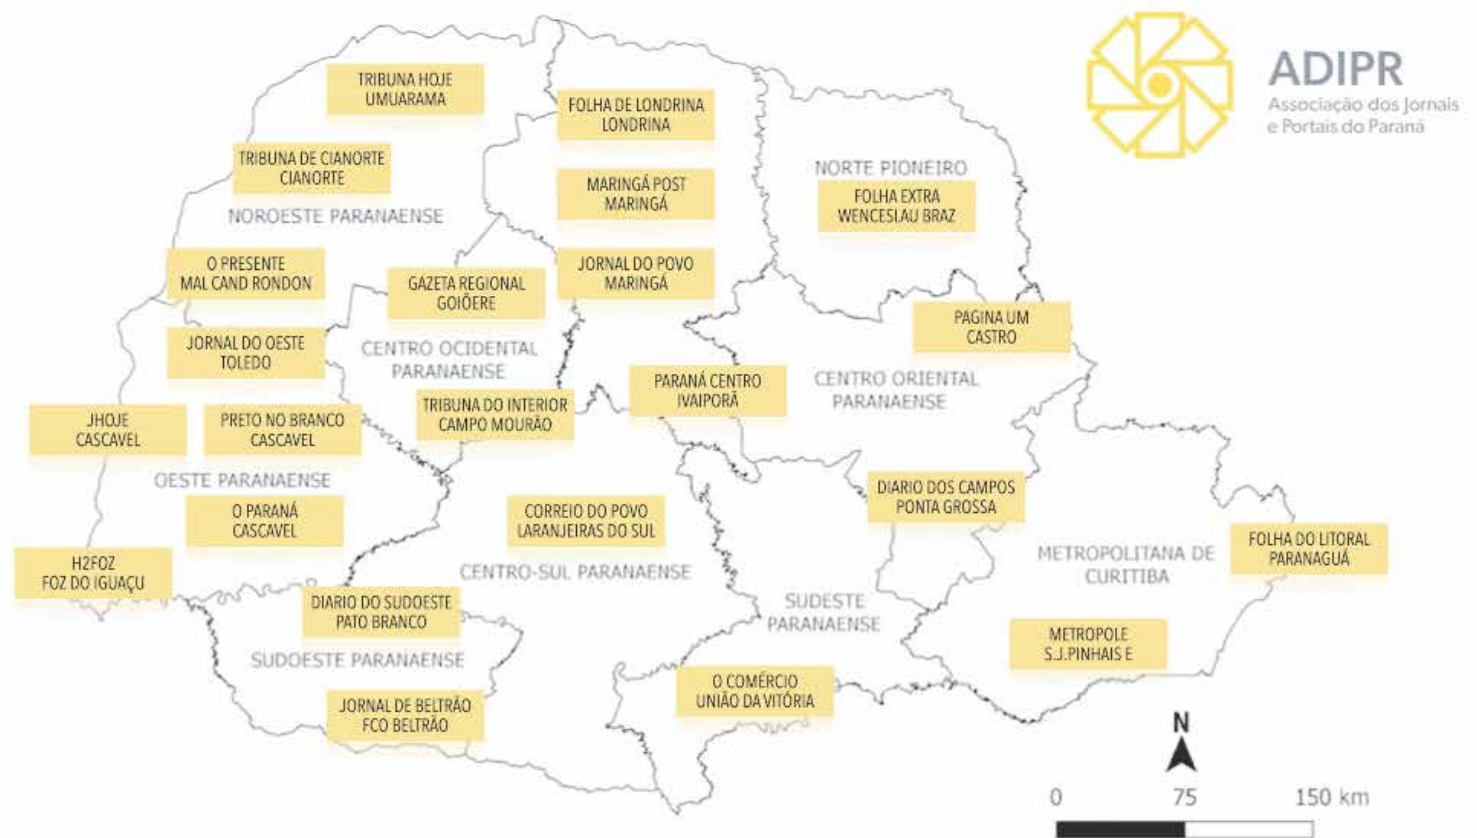 ADIPR
Associação dos Jornais
e Portais do Paraná
TRIBUNA HOJE
UMUARAMA
FOLHA DE LONDRINA
LONDRINA
TRIBUNA DE CIANORTE
CIANORTE
NOROESTE PARANAENSE
MARINGÁ POST
MARINGÁ
NORTE PIONEIRO
FOLHA EXTRA
WENCESLAU BRAZ
O PRESENTE
MAL CAND RONDON
GAZETA REGIONAL
GOIÔERE
JORNAL DO POVO
MARINGÁ
PAGINA UM
CASTRO
JORNAL DO OESTE
TOLEDO
CENTRO OCIDENTAL
PARANAENSE
PARANÁ CENTRO
IVAIPORÃ
CENTRO ORIENTAL
PARANAENSE
JHOJE
CASCAVEL
PRETO NO BRANCO
CASCAVEL
TRIBUNA DO INTERIOR
CAMPO MOURÃO
OESTE PARANAENSE
O PARANÁ
CASCAVEL
CORREIO DO POVO
LARANJEIRAS DO SUL
DIARIO DOS CAMPOS
PONTA GROSSA
FOLHA DO LITORAL
PARANAGUÁ
H2FOZ
FOZ DO IGUAÇU
CENTRO-SUL PARANAENSE
METROPOLITANA DE
CURITIBA
DIARIO DO SUDOESTE
PATO BRANCO
SUDESTE
PARANAENSE
SUDOESTE PARANAENSE
METROPOLE
S.J.PINHAIS E
O COMÉRCIO
UNIÃO DA VITÓRIA
JORNAL DE BELTRÃO
FCO BELTRÃO
N
0 75 150 km